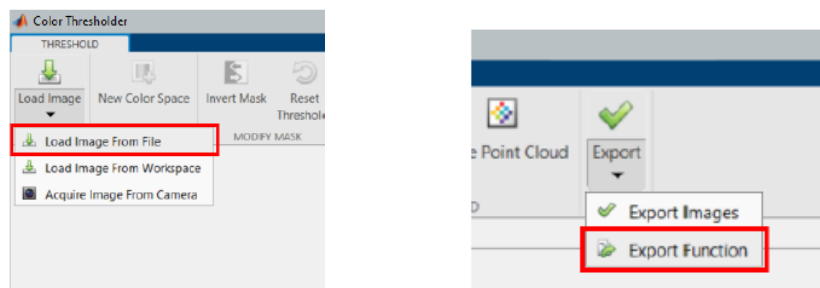 Color Thresholder
THRESHOLD
Load Image
New Color Space
Invert Mask
Reset
Threshol
MODIFY MASK
Load Image From File
Load Image From Workspace
Acquire Image From Camera
e Point Cloud
Export
Export Images
Export Function